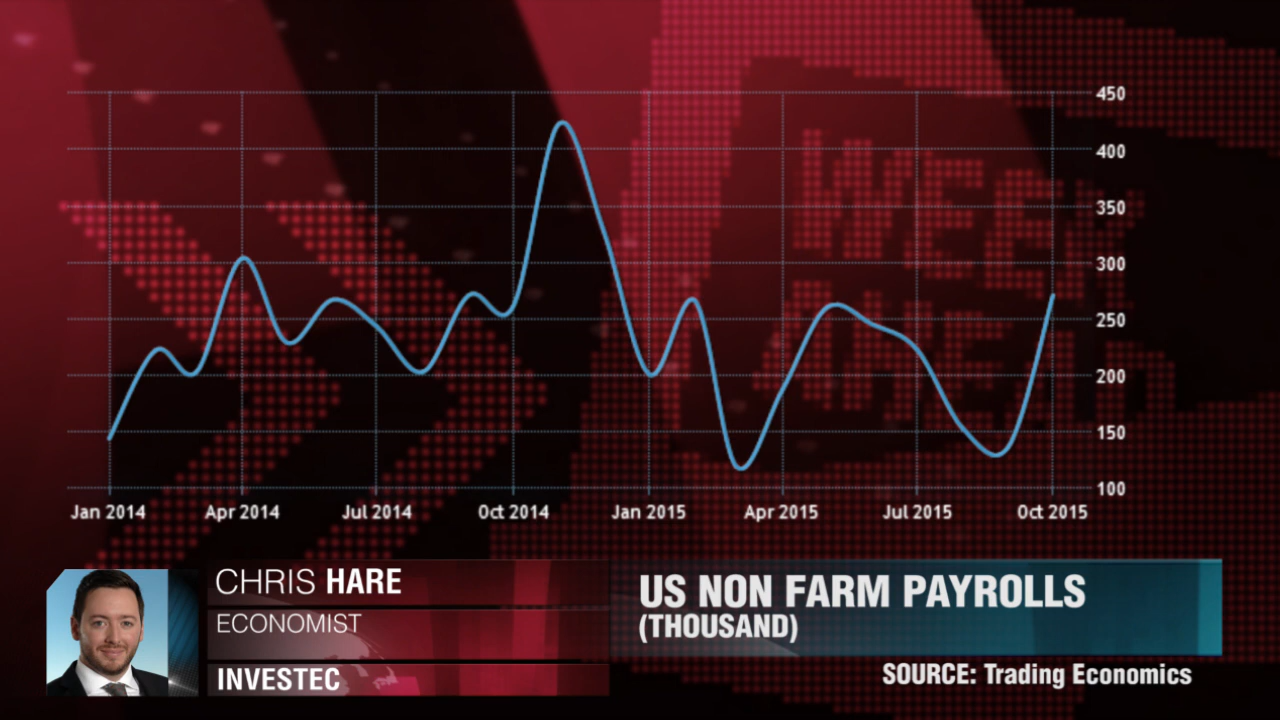 450
400
350
300
250
200
150
100
Jan 2014 Apr 2014 Jul 2014 Oct 2014 Jan 2015 Apr 2015 Jul 2015 Oct 2015
CHRIS HARE
ECONOMIST
INVESTEC
US NON FARM PAYROLLS
(THOUSAND)
SOURCE: Trading Economics